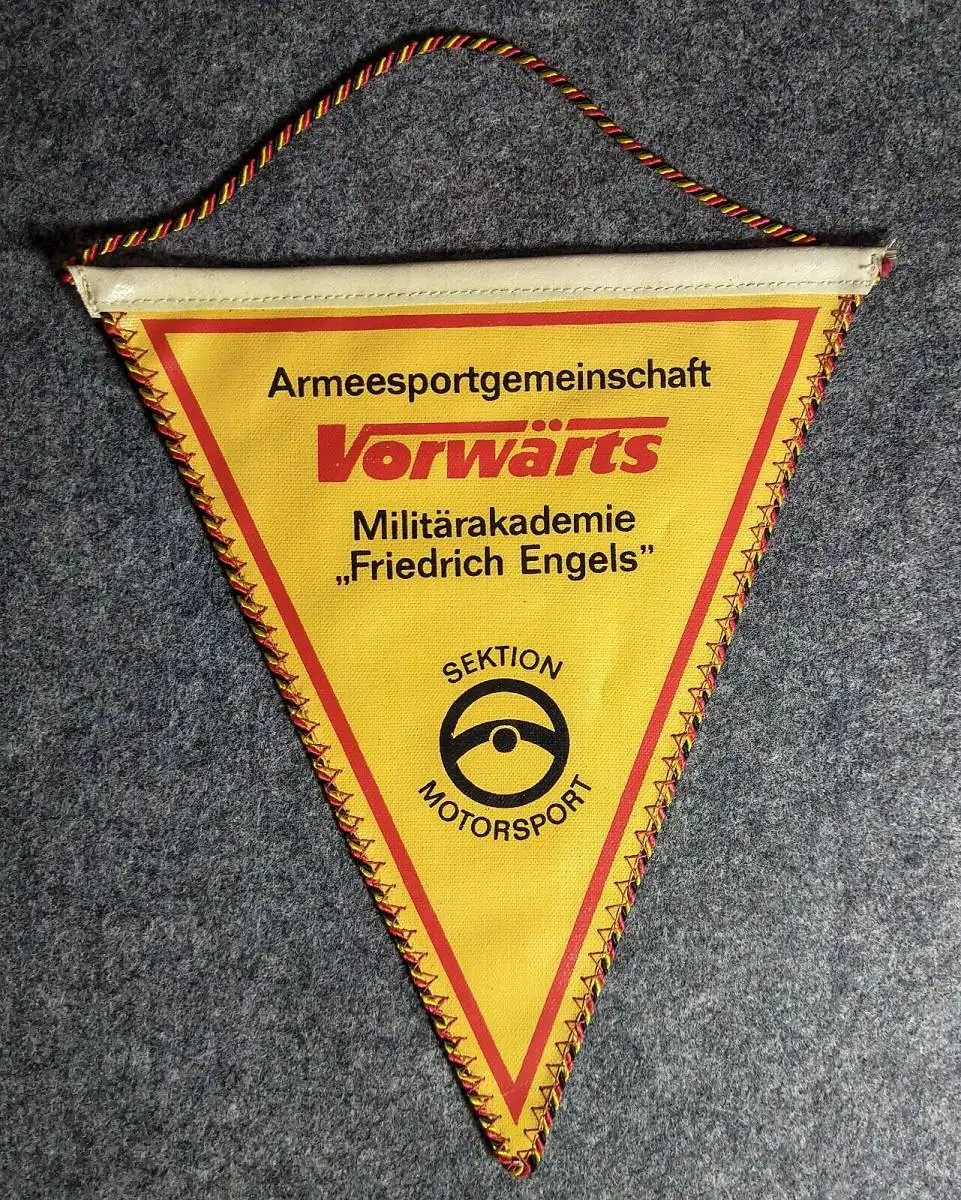 Armeesportgemeinschaft
Vorwärts
Militärakademie
„Friedrich Engels”
SEKTION
MOTORSPORT